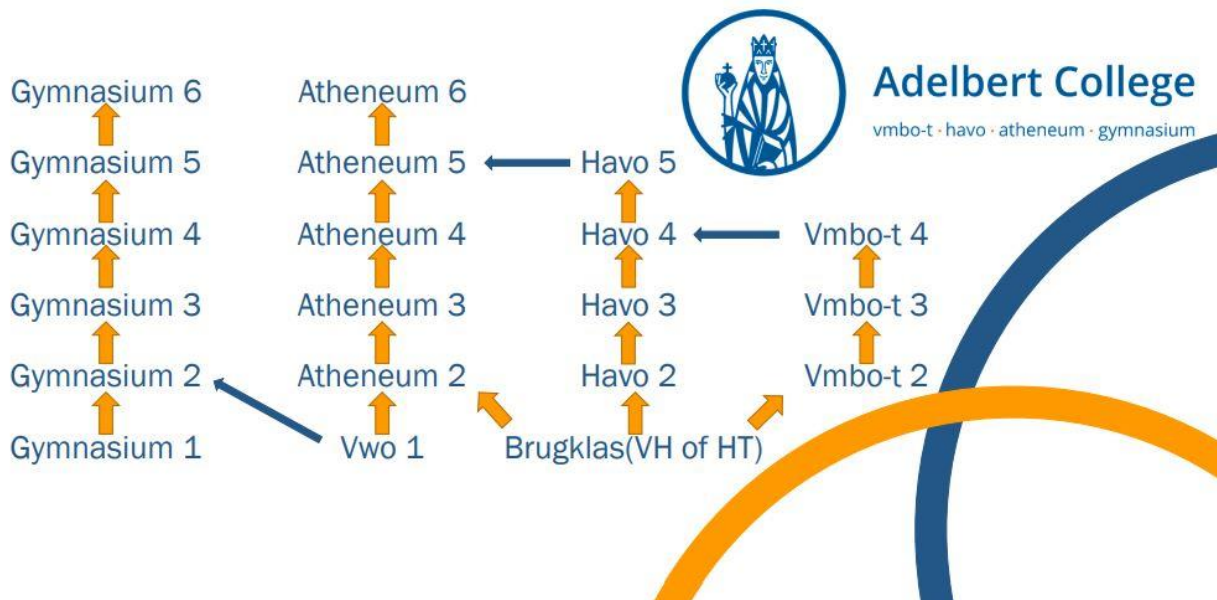 Adelbert College
vmbo-t · havo · atheneum · gymnasium
Gymnasium 6 Atheneum 6
Gymnasium 5 Atheneum 5 Havo 5
Gymnasium 4 Atheneum 4 Havo 4 Vmbo-t 4
Gymnasium 3 Atheneum 3 Havo 3 Vmbo-t 3
Gymnasium 2 Atheneum 2 Havo 2 Vmbo-t 2
Gymnasium 1 Vwo 1 Brugklas(VH of HT)